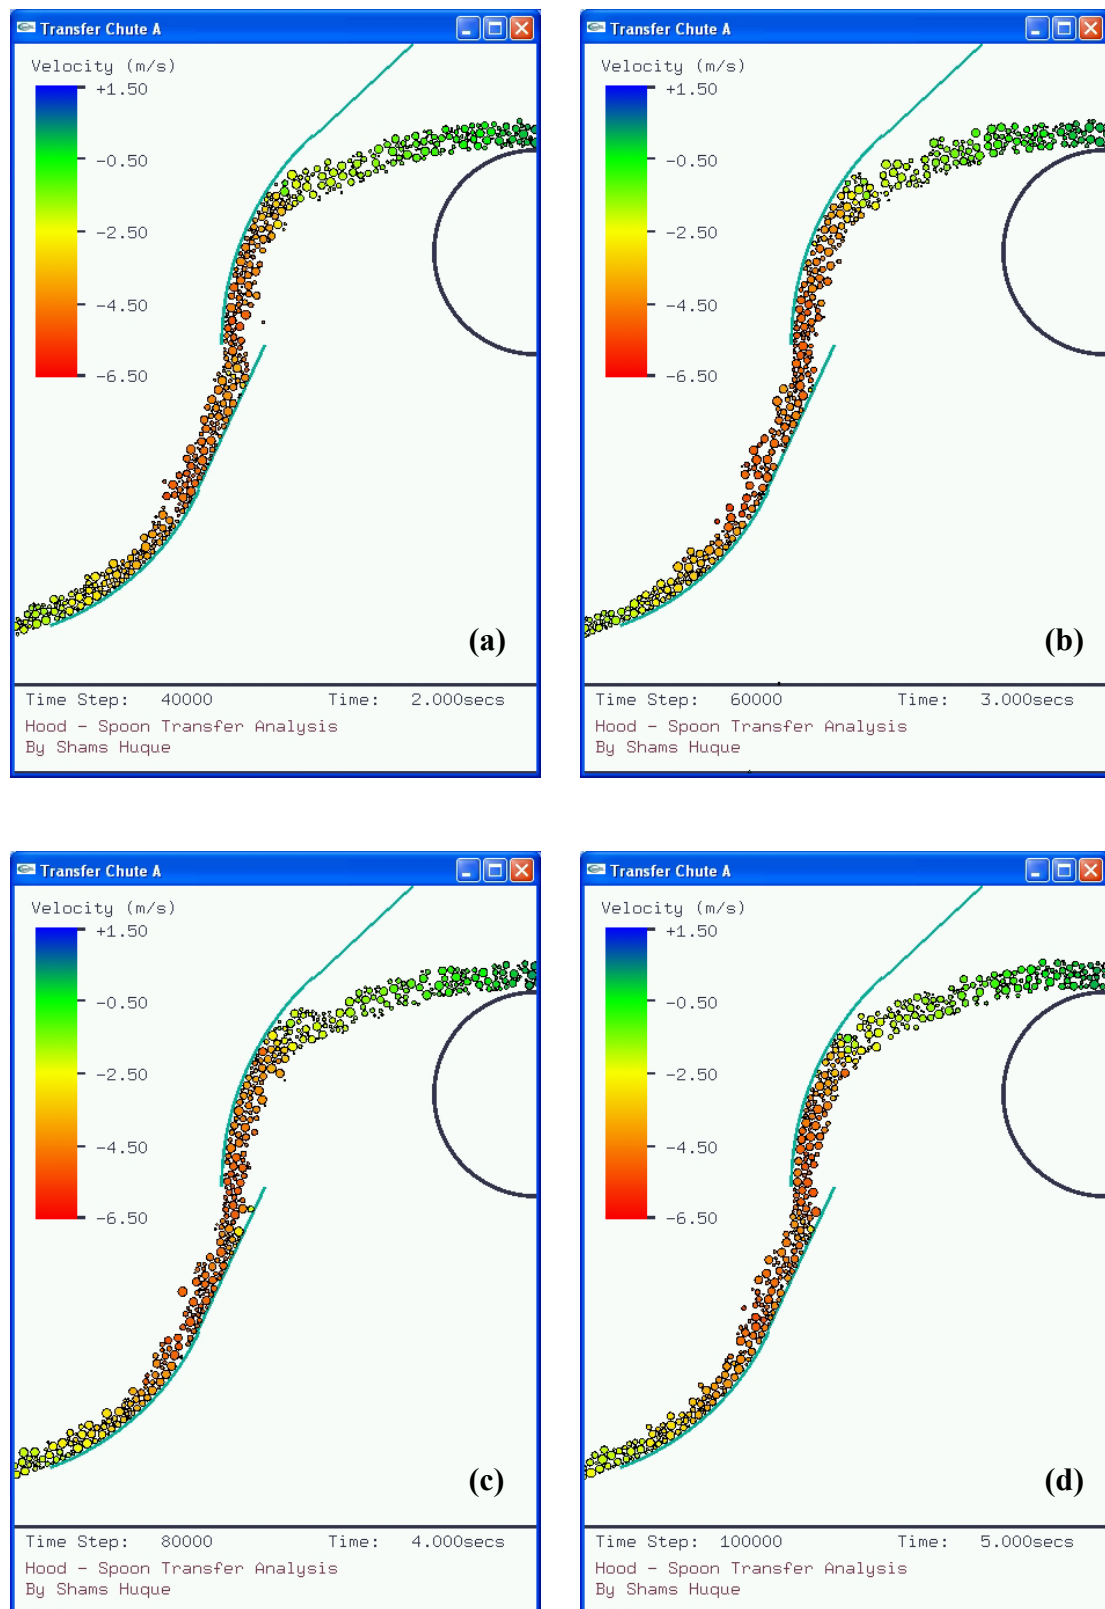 Transfer Chute A
Velocity (m/s)
+1.50
-0.50
-2.50
-4.50
-6.50
(a)
Time Step: 40000 Time: 2.000secs
Hood - Spoon Transfer Analysis
By Shams Huque
Transfer Chute A
Velocity (m/s)
+1.50
-0.50
-2.50
-4.50
-6.50
(b)
Time Step: 60000 Time: 3.000secs
Hood - Spoon Transfer Analysis
By Shams Huque
Transfer Chute A
Velocity (m/s)
+1.50
-0.50
-2.50
-4.50
-6.50
(c)
Time Step: 80000 Time: 4.000secs
Hood - Spoon Transfer Analysis
By Shams Huque
Transfer Chute A
Velocity (m/s)
+1.50
-0.50
-2.50
-4.50
-6.50
(d)
Time Step: 100000 Time: 5.000secs
Hood - Spoon Transfer Analysis
By Shams Huque